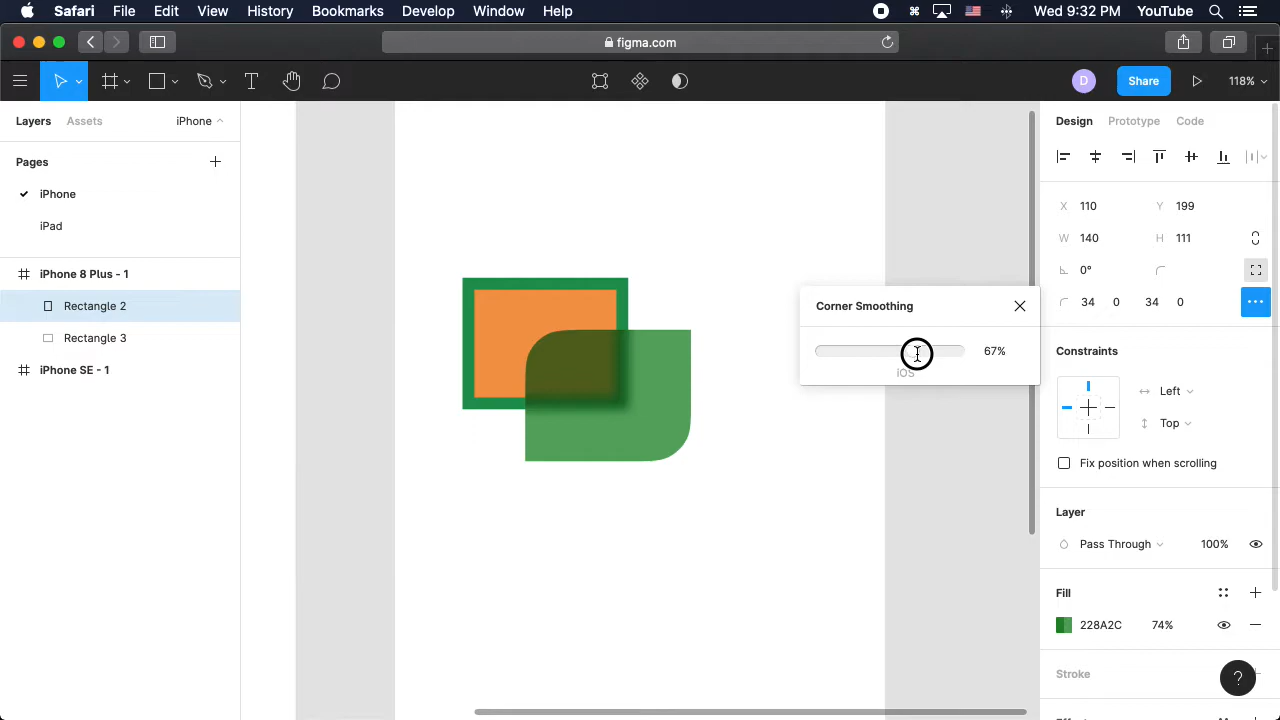 Safari File Edit View History Bookmarks Develop Window Help Wed 9:32 PM YouTube
figma.com
D Share 118%
Layers Assets iPhone
Design Prototype Code
Pages
iPhone
X 110 Y 199
iPad
W 140 H 111
0°
iPhone 8 Plus - 1
Rectangle 2
34 0 34 0
Corner Smoothing
Rectangle 3
67%
Constraints
iPhone SE - 1
iOS
Left
Top
Fix position when scrolling
Layer
Pass Through 100%
Fill
228A2C 74%
Stroke
?